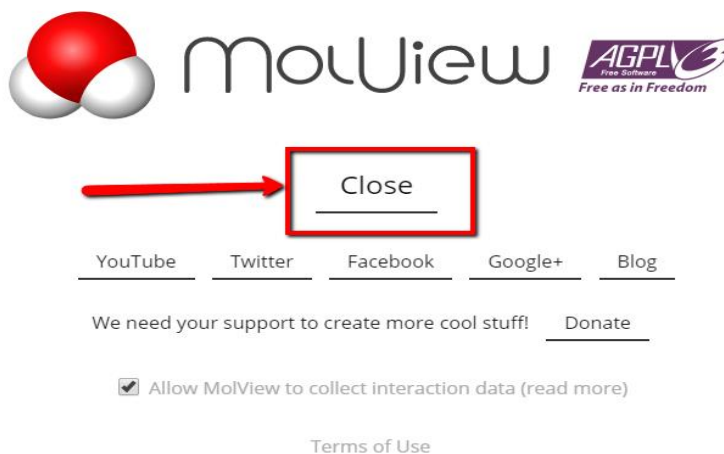 MolView
AGPL v3
Free Software
Free as in Freedom
Close
YouTube Twitter Facebook Google+ Blog
We need your support to create more cool stuff! Donate
Allow MolView to collect interaction data (read more)
Terms of Use